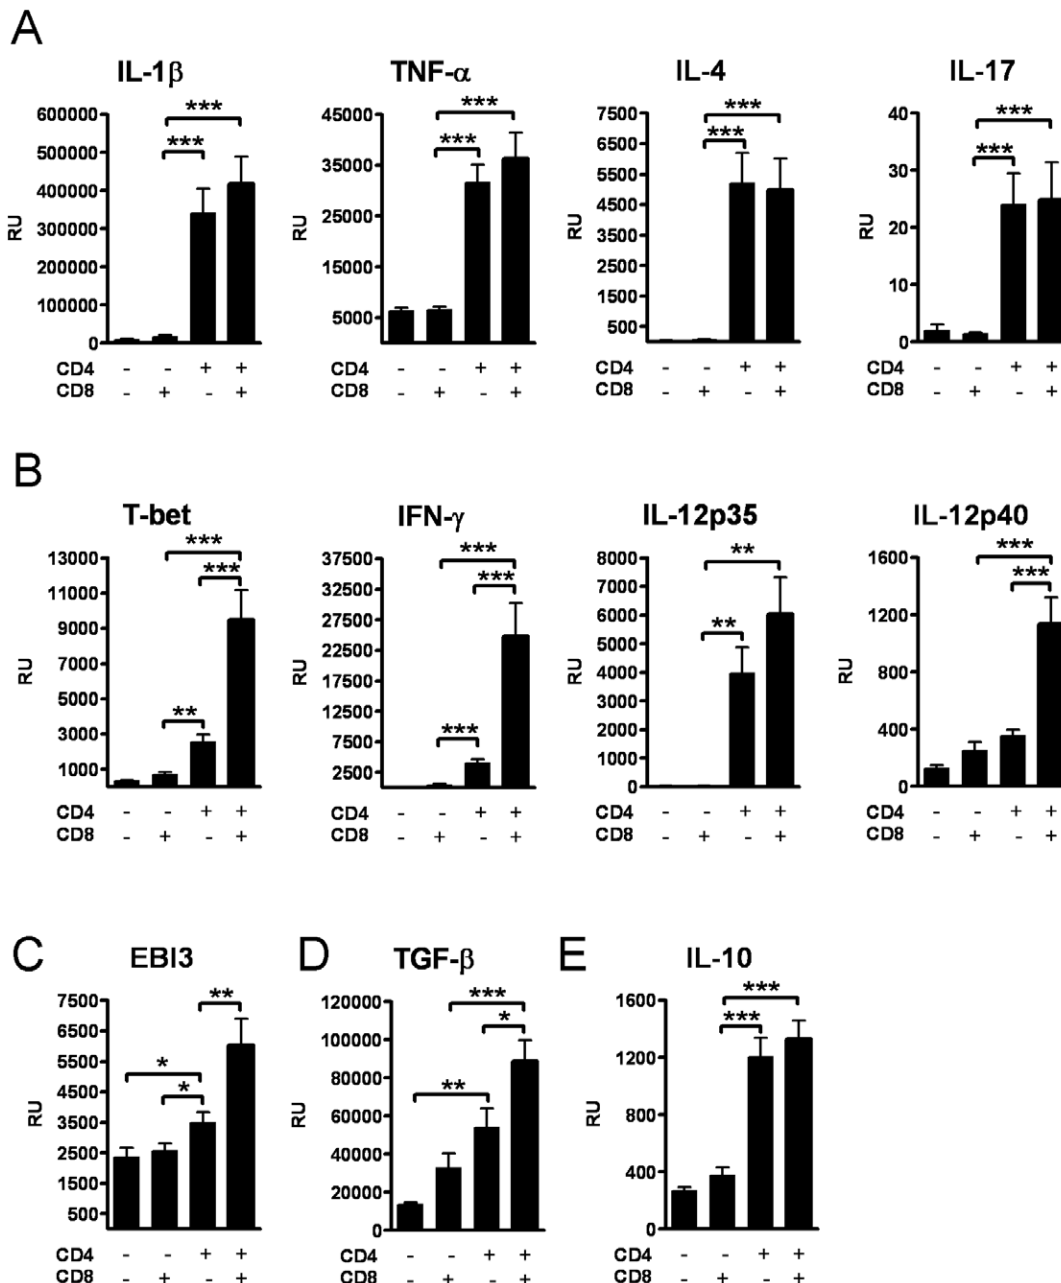 A
IL-1β TNF-α IL-4 IL-17
*** *** *** ***
*** *** *** ***
RU 600000 500000 400000 300000 200000 100000 0
RU 45000 35000 25000 15000 5000
RU 7500 6500 5500 4500 3500 2500 1500 500
RU 40 30 20 10 0
CD4 - - + + CD4 - - + + CD4 - - + + CD4 - - + +
CD8 - + - + CD8 - + - + CD8 - + - + CD8 - + - +
B
T-bet IFN-γ IL-12p35 IL-12p40
*** *** ** ***
*** *** ** ***
** ***
RU 13000 11000 9000 7000 5000 3000 1000
RU 37500 32500 27500 22500 17500 12500 7500 2500
RU 8000 7000 6000 5000 4000 3000 2000 1000 0
RU 1600 1200 800 400 0
CD4 - - + + CD4 - - + + CD4 - - + + CD4 - - + +
CD8 - + - + CD8 - + - + CD8 - + - + CD8 - + - +
C EBI3 D TGF-β E IL-10
** *** ***
* * ***
* **
RU 7500 6500 5500 4500 3500 2500 1500 500
RU 120000 100000 80000 60000 40000 20000 0
RU 1600 1200 800 400 0
CD4 - - + + CD4 - - + + CD4 - - + +
CD8 - + - + CD8 - + - + CD8 - + - +